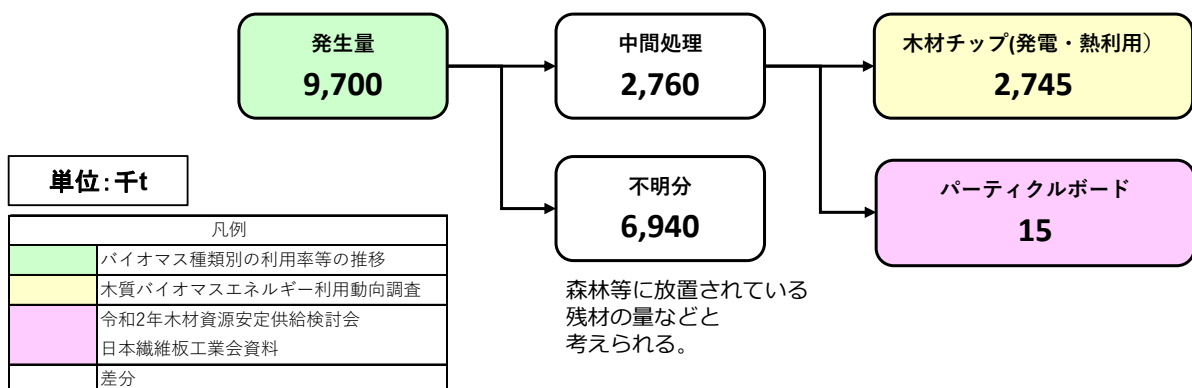 発生量
9,700
中間処理
2,760
木材チップ(発電・熱利用）
2,745
不明分
6,940
パーティクルボード
15
森林等に放置されている
残材の量などと
考えられる。
単位：千t
凡例
バイオマス種類別の利用率等の推移
木質バイオマスエネルギー利用動向調査
令和2年木材資源安定供給検討会
日本繊維板工業会資料
差分